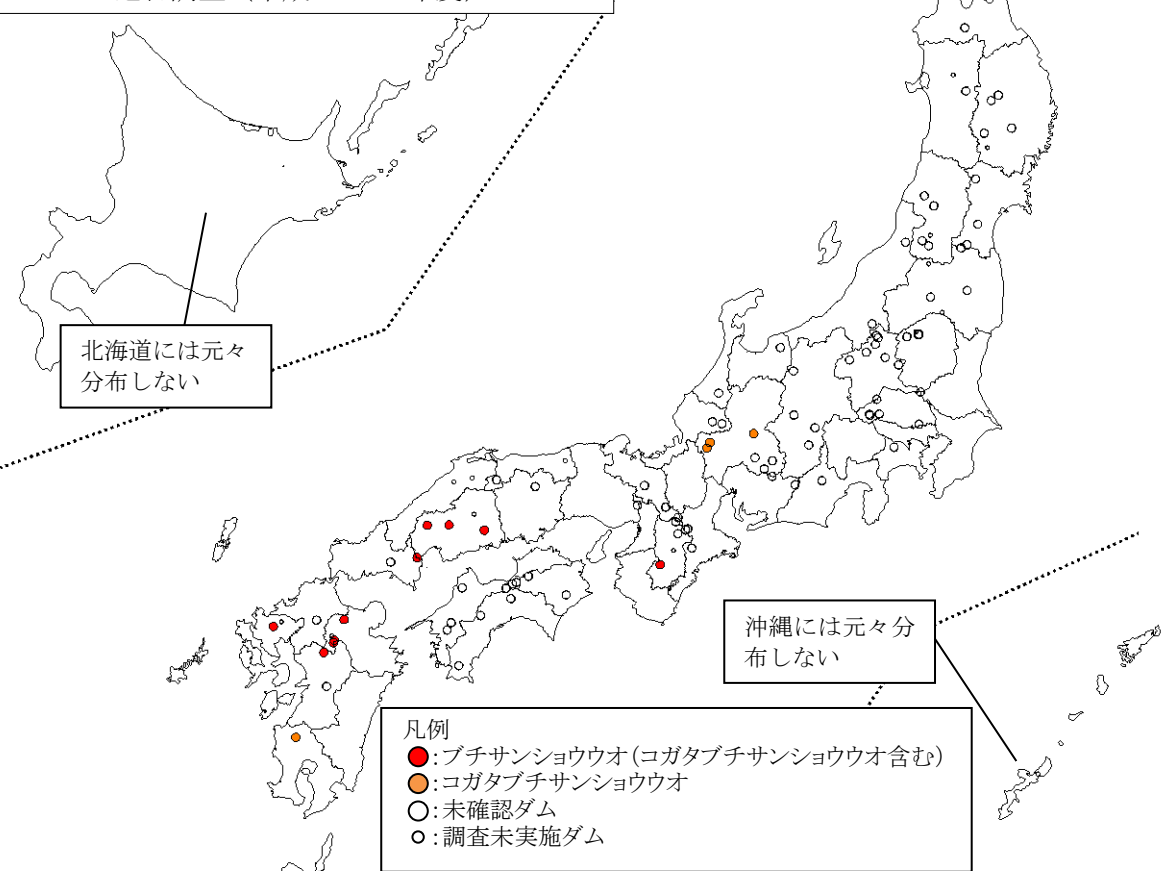 北海道には元々
分布しない
沖縄には元々分
布しない
凡例
：ブチサンショウウオ（コガタブチサンショウウオ含む）
：コガタブチサンショウウオ
：未確認ダム
：調査未実施ダム